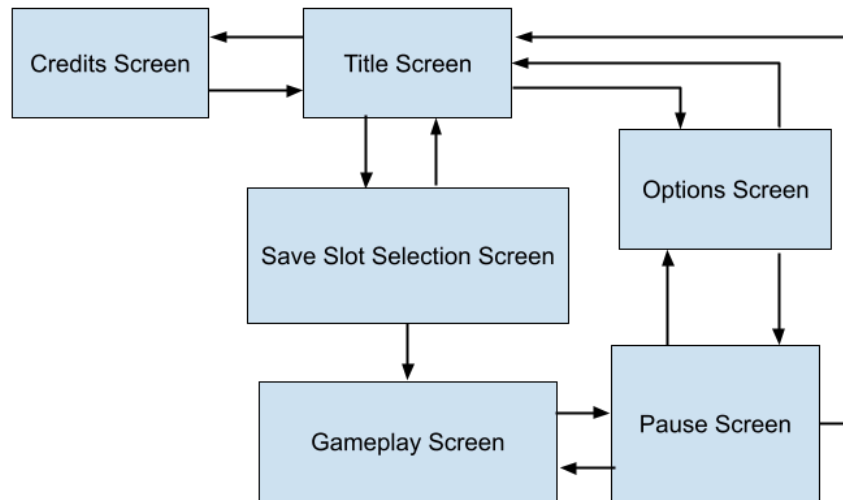 Credits Screen
Title Screen
Options Screen
Save Slot Selection Screen
Gameplay Screen
Pause Screen